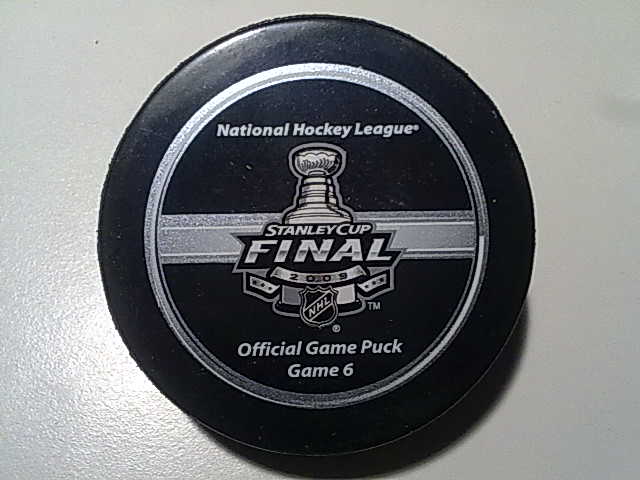 National Hockey League®
STANLEY CUP
FINAL
2009
NHL
TM
®
Official Game Puck
Game 6